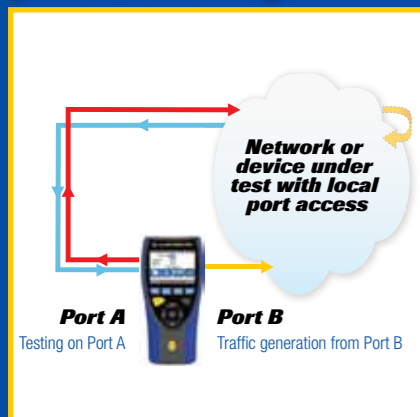 Network or
device under
test with local
port access
Port A
Testing on Port A
Port B
Traffic generation from Port B